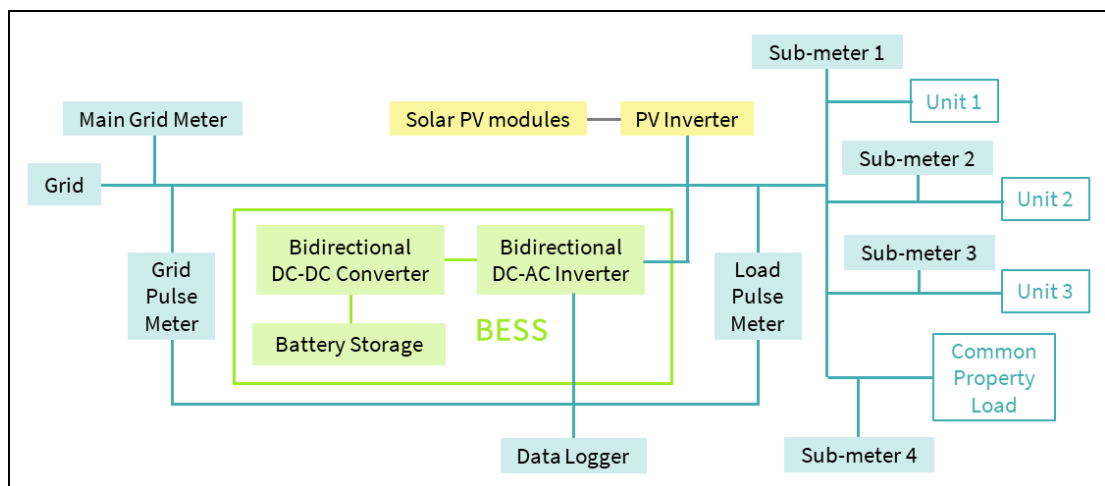 Sub-meter 1
Unit 1
Main Grid Meter
Solar PV modules
PV Inverter
Sub-meter 2
Grid
Unit 2
Bidirectional
DC-DC Converter
Bidirectional
DC-AC Inverter
Grid
Pulse
Meter
Load
Pulse
Meter
Sub-meter 3
Unit 3
Battery Storage
BESS
Common
Property
Load
Data Logger
Sub-meter 4